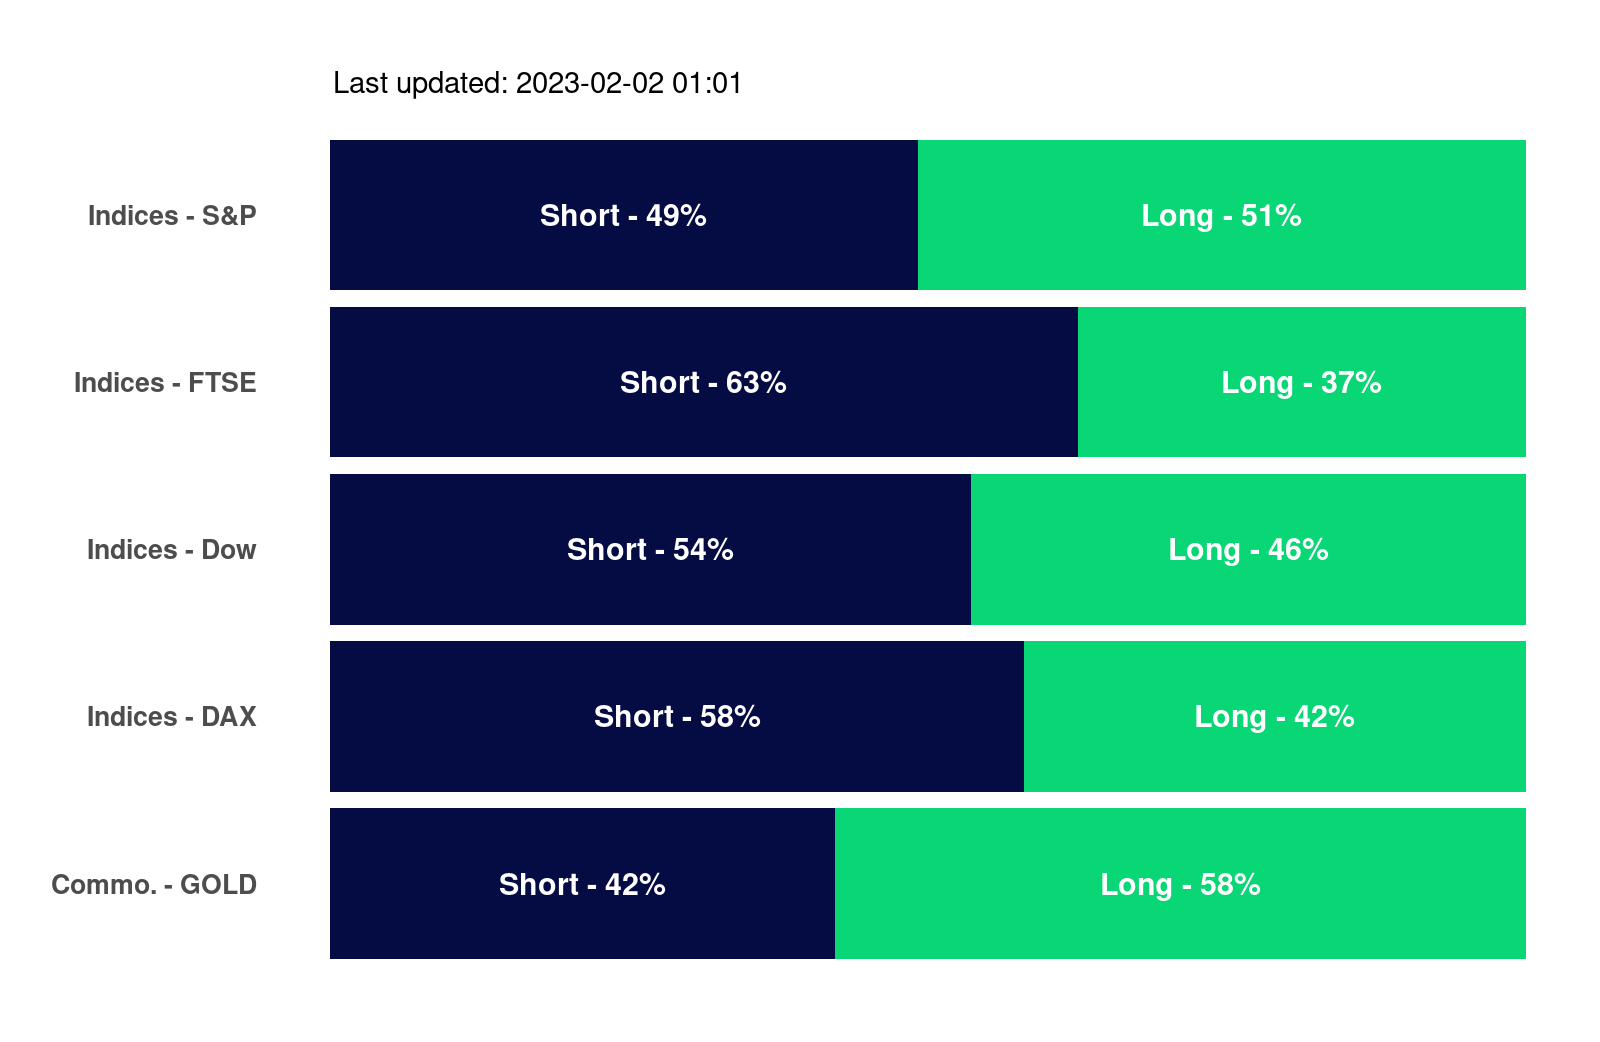 Last updated: 2023-02-02 01:01
Indices - S&P Short - 49% Long - 51%
Indices - FTSE Short - 63% Long - 37%
Indices - Dow Short - 54% Long - 46%
Indices - DAX Short - 58% Long - 42%
Commo. - GOLD Short - 42% Long - 58%